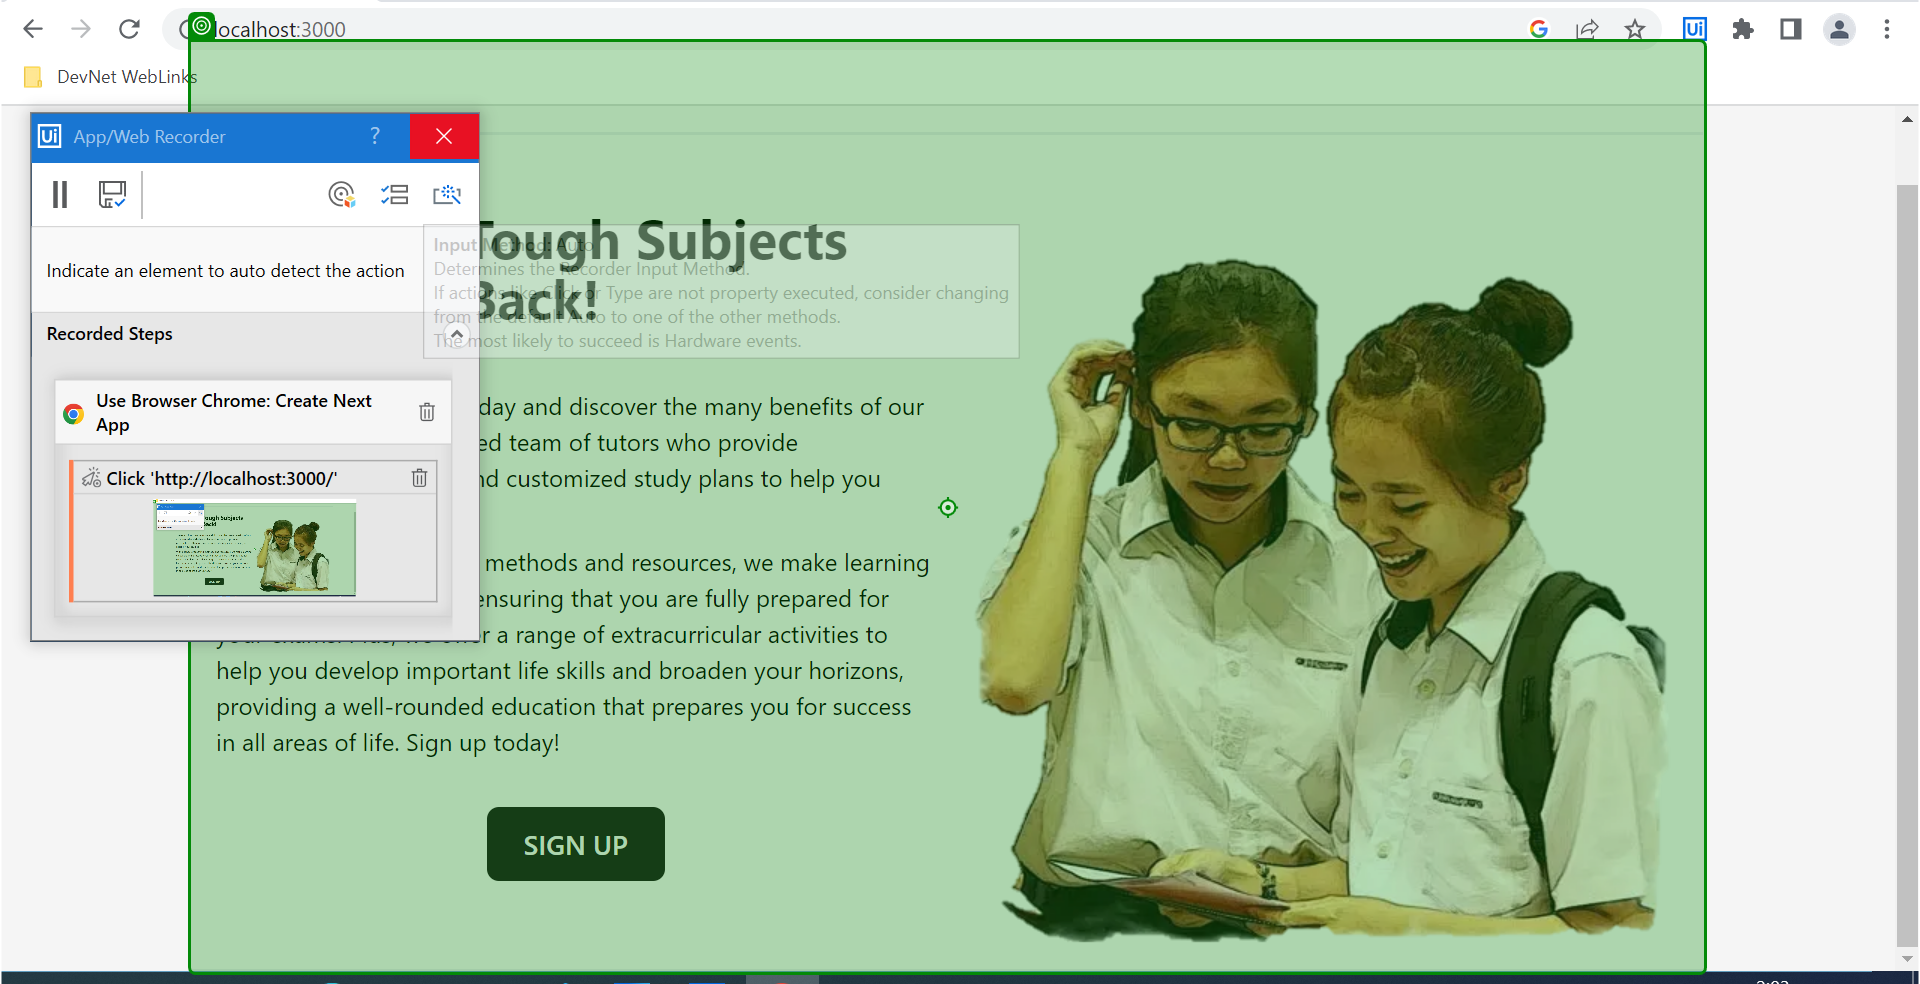 localhost:3000
Ui
DevNet WebLinks
Ui App/Web Recorder ?
Indicate an element to auto detect the action
Recorded Steps
Use Browser Chrome: Create Next
App
Click 'http://localhost:3000/'
Tough Subjects
Back!
Input Method: Auto
Determines the Recorder Input Method.
If actions like Click or Type are not property executed, consider changing
from the default Auto to one of the other methods.
The most likely to succeed is Hardware events.
day and discover the many benefits of our
ed team of tutors who provide
nd customized study plans to help you
methods and resources, we make learning
ensuring that you are fully prepared for
a range of extracurricular activities to
help you develop important life skills and broaden your horizons,
providing a well-rounded education that prepares you for success
in all areas of life. Sign up today!
SIGN UP